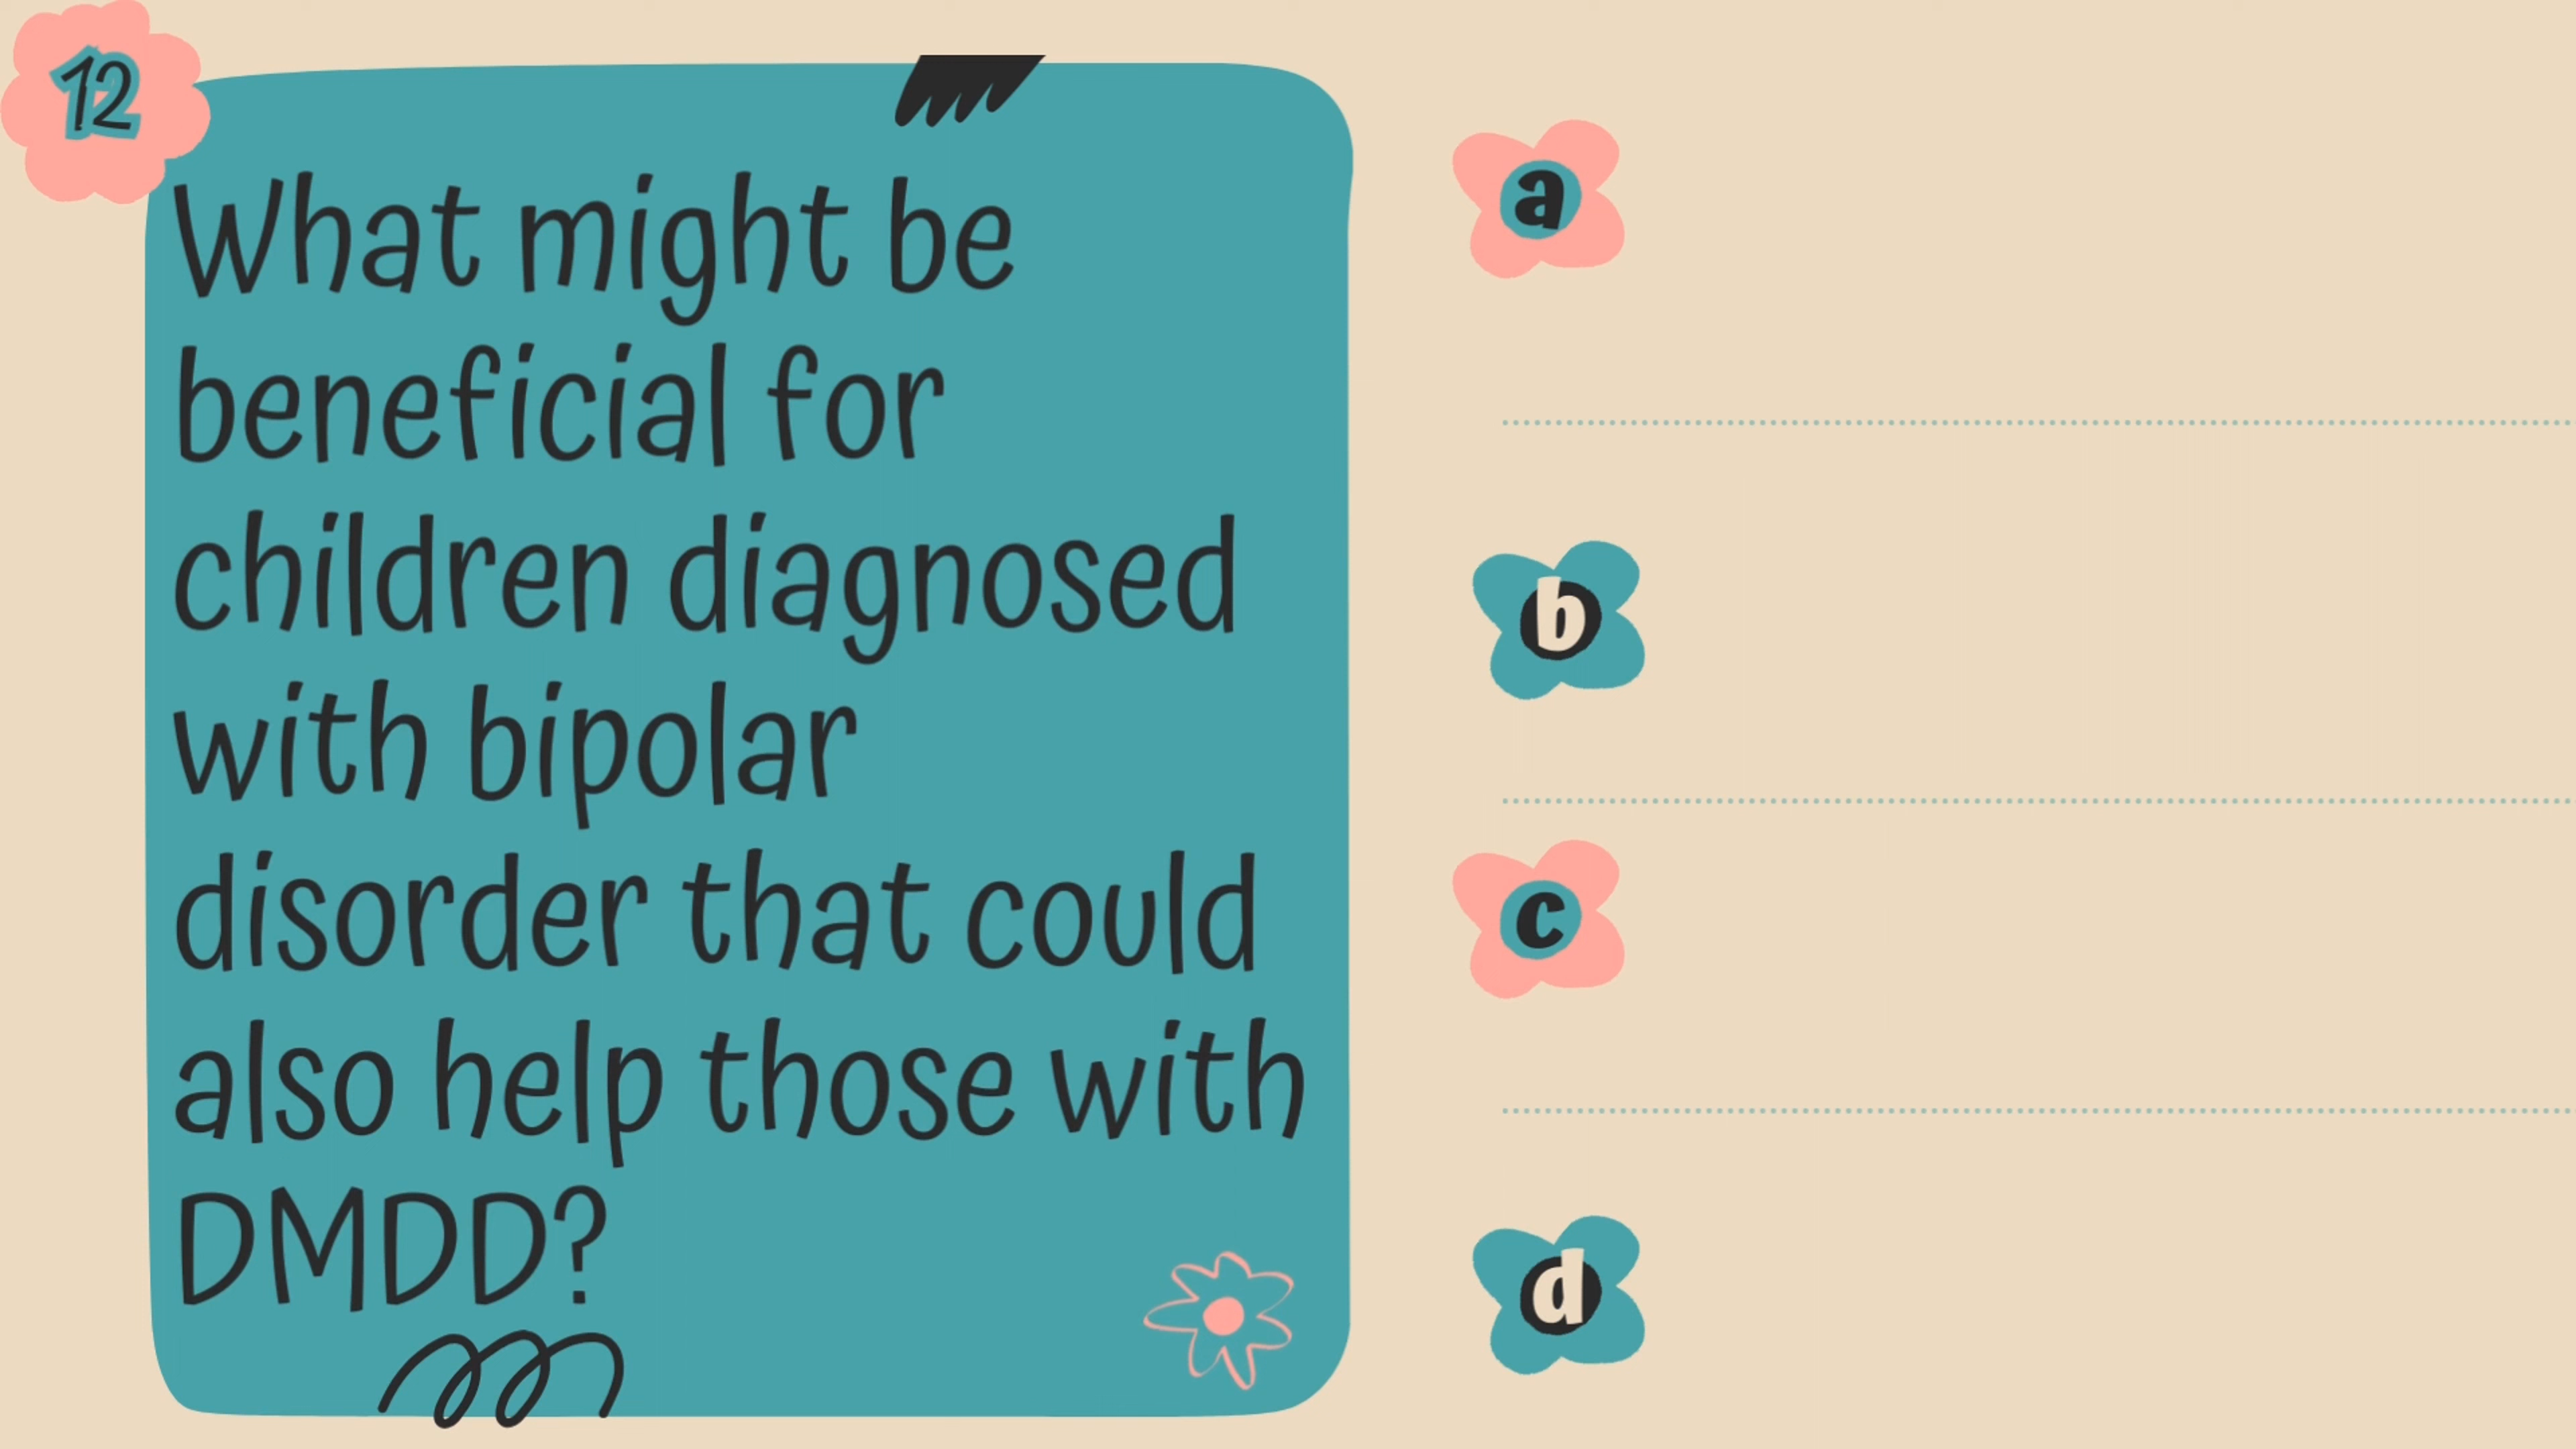 12
What might be
beneficial for
children diagnosed
with bipolar
disorder that could
also help those with
DMDD?
a
b
c
d